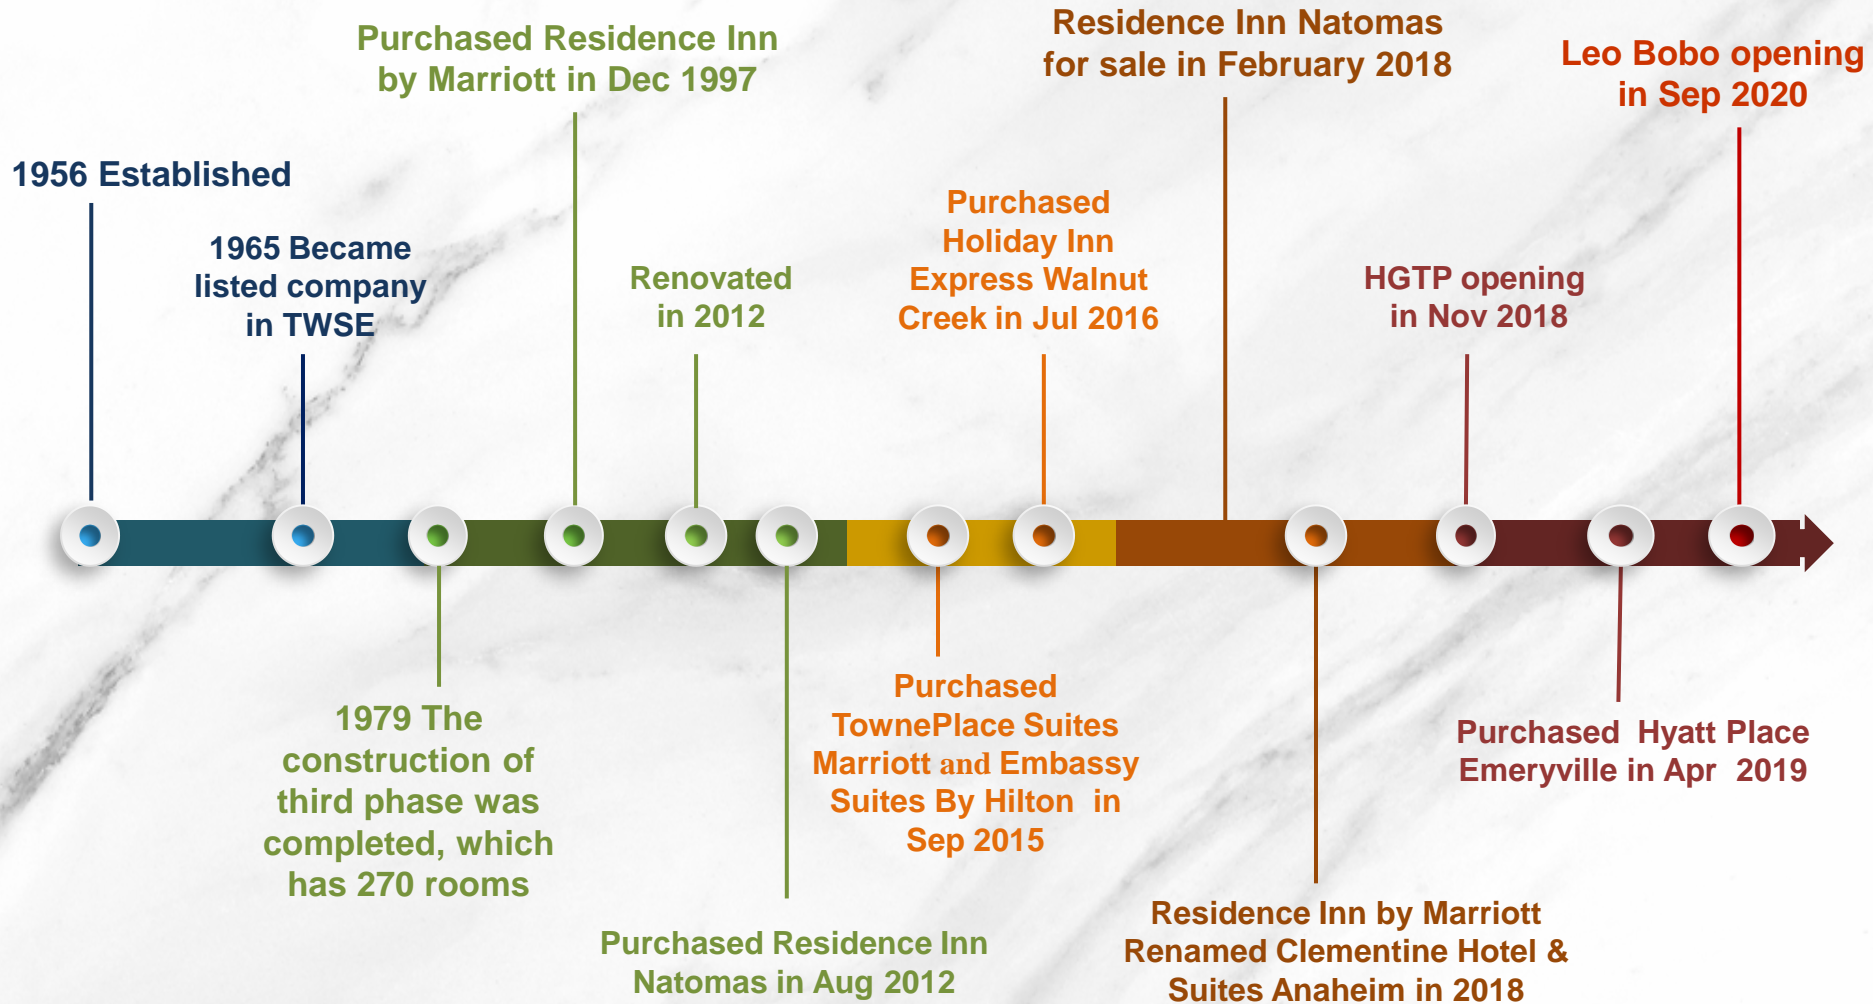 1956 Established
1965 Became
listed company
in TWSE
1979 The
construction of
third phase was
completed, which
has 270 rooms
Purchased Residence Inn
by Marriott in Dec 1997
Renovated
in 2012
Purchased Residence Inn
Natomas in Aug 2012
Purchased
TownePlace Suites
Marriott and Embassy
Suites By Hilton in
Sep 2015
Purchased
Holiday Inn
Express Walnut
Creek in Jul 2016
Residence Inn Natomas
for sale in February 2018
Residence Inn by Marriott
Renamed Clementine Hotel &
Suites Anaheim in 2018
HGTP opening
in Nov 2018
Purchased Hyatt Place
Emeryville in Apr 2019
Leo Bobo opening
in Sep 2020